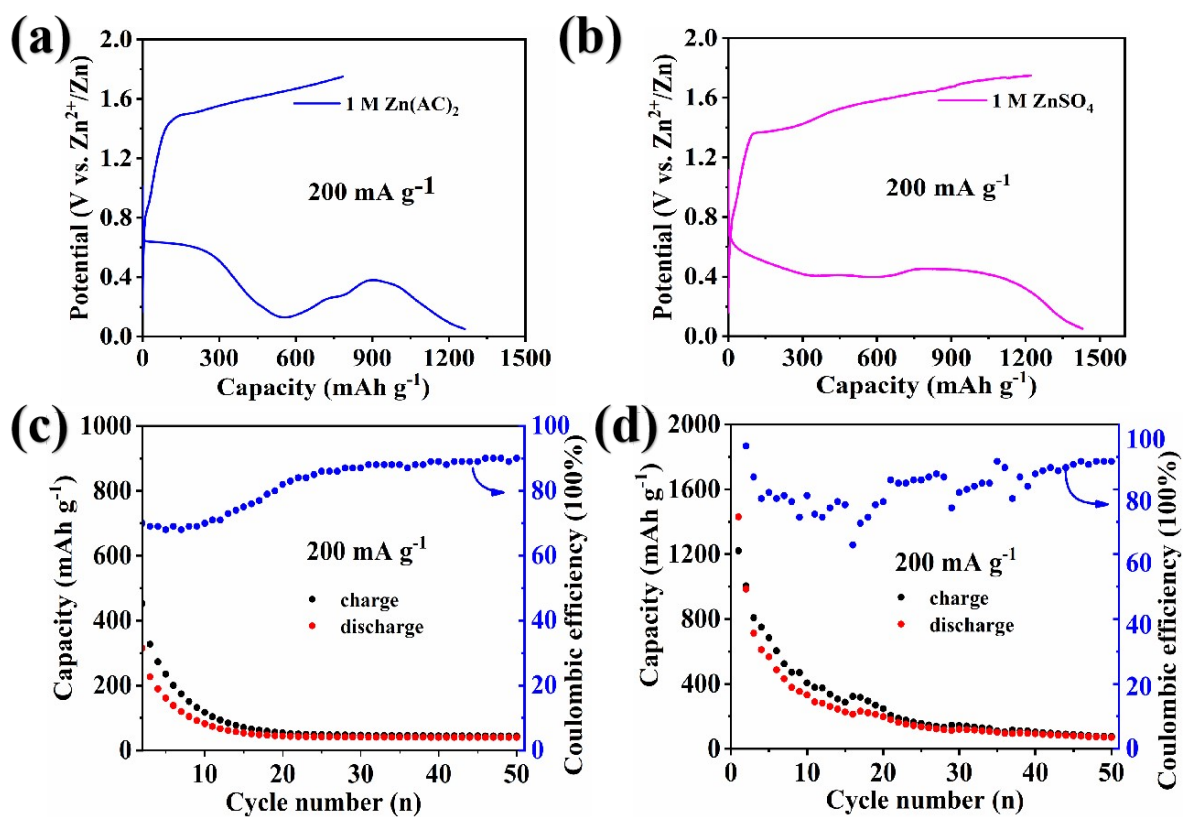 (a)
2.0
1.6
1.2
0.8
0.4
0.0
Potential (V vs. Zn²⁺/Zn)
1 M Zn(AC)₂
200 mA g⁻¹
0 300 600 900 1200 1500
Capacity (mAh g⁻¹)
(b)
2.0
1.6
1.2
0.8
0.4
0.0
Potential (V vs. Zn²⁺/Zn)
1 M ZnSO₄
200 mA g⁻¹
0 300 600 900 1200 1500
Capacity (mAh g⁻¹)
(c)
1000
800
600
400
200
0
Capacity (mAh g⁻¹)
200 mA g⁻¹
charge
discharge
100
80
60
40
20
0
Coulombic efficiency (100%)
10 20 30 40 50
Cycle number (n)
(d)
2000
1600
1200
800
400
0
Capacity (mAh g⁻¹)
200 mA g⁻¹
charge
discharge
100
80
60
40
20
0
Coulombic efficiency (100%)
0 10 20 30 40 50
Cycle number (n)